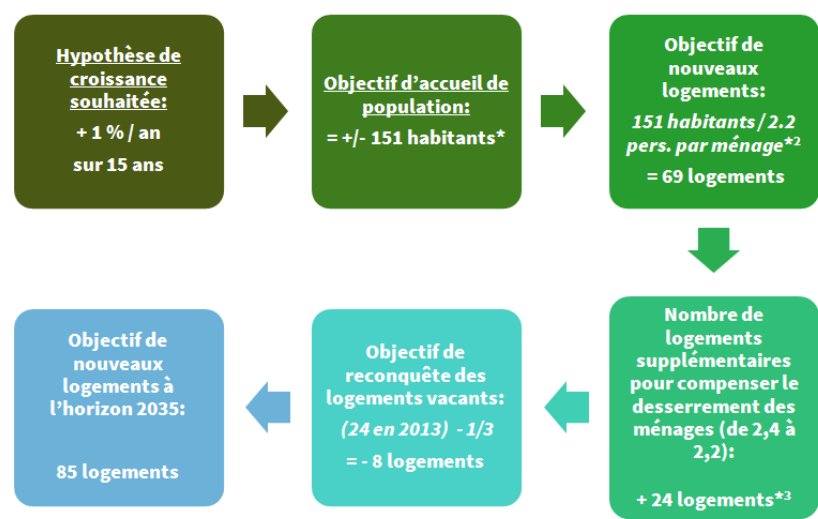 Hypothèse de
croissance
souhaitée:
+ 1 % / an
sur 15 ans
Objectif d’accueil de
population:
= +/- 151 habitants*
Objectif de
nouveaux
logements:
151 habitants / 2.2
pers. par ménage*2
= 69 logements
Nombre de
logements
supplémentaires
pour compenser le
desserrement des
ménages (de 2,4 à
2,2):
+ 24 logements*3
Objectif de
reconquête des
logements vacants:
(24 en 2013) - 1/3
= - 8 logements
Objectif de
nouveaux
logements à
l’horizon 2035:
85 logements